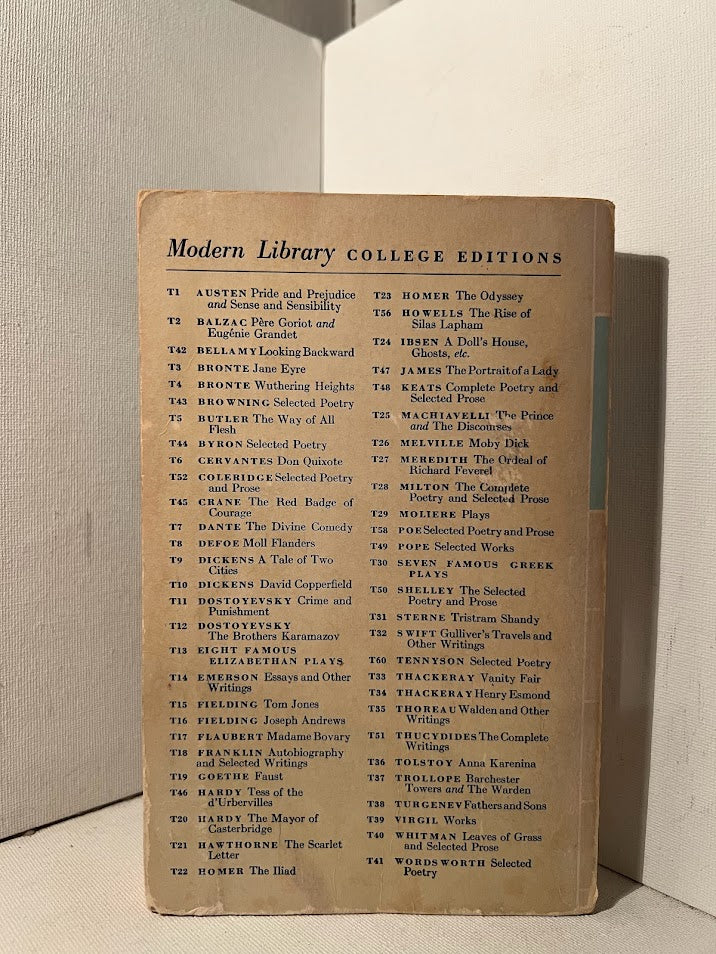 Modern Library COLLEGE EDITIONS
T1 AUSTEN Pride and Prejudice
and Sense and Sensibility
T2 BALZAC Père Goriot and
Eugénie Grandet
T42 BELLAMY Looking Backward
T3 BRONTE Jane Eyre
T4 BRONTE Wuthering Heights
T43 BROWNING Selected Poetry
T5 BUTLER The Way of All
Flesh
T44 BYRON Selected Poetry
T6 CERVANTES Don Quixote
T52 COLERIDGE Selected Poetry
and Prose
T45 CRANE The Red Badge of
Courage
T7 DANTE The Divine Comedy
T8 DEFOE Moll Flanders
T9 DICKENS A Tale of Two
Cities
T10 DICKENS David Copperfield
T11 DOSTOYEVSKY Crime and
Punishment
T12 DOSTOYEVSKY
The Brothers Karamazov
T13 EIGHT FAMOUS
ELIZABETHAN PLAYS
T14 EMERSON Essays and Other
Writings
T15 FIELDING Tom Jones
T16 FIELDING Joseph Andrews
T17 FLAUBERT Madame Bovary
T18 FRANKLIN Autobiography
and Selected Writings
T19 GOETHE Faust
T46 HARDY Tess of the
d'Urbervilles
T20 HARDY The Mayor of
Casterbridge
T21 HAWTHORNE The Scarlet
Letter
T22 HOMER The Iliad
T23 HOMER The Odyssey
T56 HOWELLS The Rise of
Silas Lapham
T24 IBSEN A Doll's House,
Ghosts, etc.
T47 JAMES The Portrait of a Lady
T48 KEATS Complete Poetry and
Selected Prose
T25 MACHIAVELLI The Prince
and The Discourses
T26 MELVILLE Moby Dick
T27 MEREDITH The Ordeal of
Richard Feverel
T28 MILTON The Complete
Poetry and Selected Prose
T29 MOLIERE Plays
T58 POE Selected Poetry and Prose
T49 POPE Selected Works
T30 SEVEN FAMOUS GREEK
PLAYS
T50 SHELLEY The Selected
Poetry and Prose
T31 STERNE Tristram Shandy
T32 SWIFT Gulliver's Travels and
Other Writings
T60 TENNYSON Selected Poetry
T33 THACKERAY Vanity Fair
T34 THACKERAY Henry Esmond
T35 THOREAU Walden and Other
Writings
T51 THUCYDIDES The Complete
Writings
T36 TOLSTOY Anna Karenina
T37 TROLLOPE Barchester
Towers and The Warden
T38 TURGENEV Fathers and Sons
T39 VIRGIL Works
T40 WHITMAN Leaves of Grass
and Selected Prose
T41 WORDSWORTH Selected
Poetry